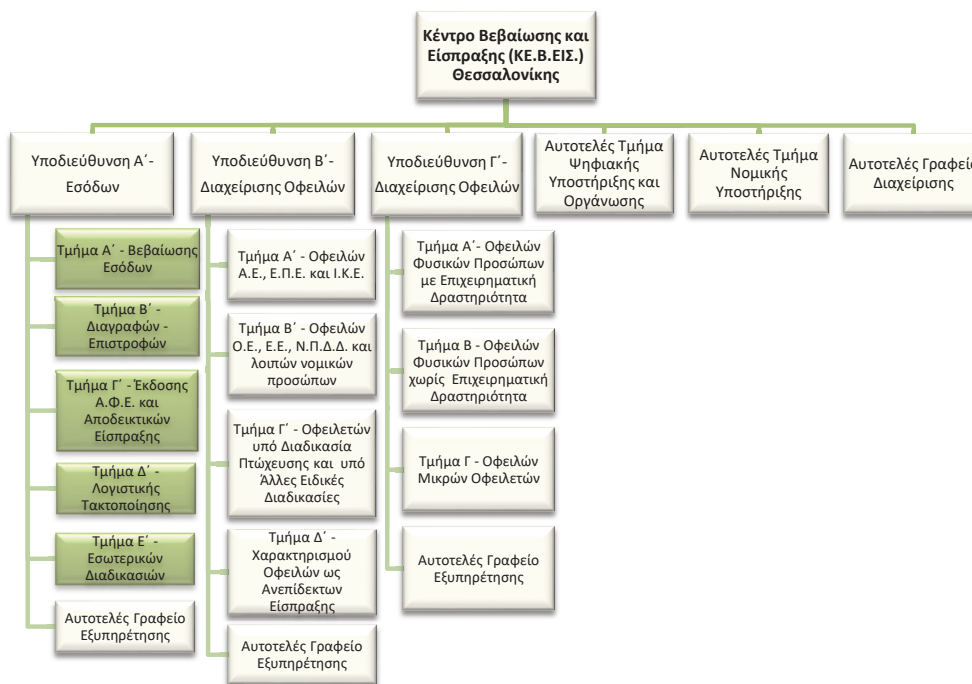 Κέντρο Βεβαίωσης και
Είσπραξης (ΚΕ.Β.ΕΙΣ.)
Θεσσαλονίκης
Υποδιεύθυνση Α΄-
Εσόδων
Υποδιεύθυνση Β΄-
Διαχείρισης Οφειλών
Υποδιεύθυνση Γ΄-
Διαχείρισης Οφειλών
Αυτοτελές Τμήμα
Ψηφιακής
Υποστήριξης και
Οργάνωσης
Αυτοτελές Τμήμα
Νομικής
Υποστήριξης
Αυτοτελές Γραφείο
Διαχείρισης
Τμήμα Α΄ - Βεβαίωσης
Εσόδων
Τμήμα Β΄ -
Διαγραφών -
Επιστροφών
Τμήμα Γ΄ - Έκδοσης
Α.Φ.Ε. και
Αποδεικτικών
Είσπραξης
Τμήμα Δ΄ -
Λογιστικής
Τακτοποίησης
Τμήμα Ε΄ -
Εσωτερικών
Διαδικασιών
Αυτοτελές Γραφείο
Εξυπηρέτησης
Τμήμα Α΄ - Οφειλών
Α.Ε., Ε.Π.Ε. και Ι.Κ.Ε.
Τμήμα Β΄ - Οφειλών
Ο.Ε., Ε.Ε., Ν.Π.Δ.Δ. και
λοιπών νομικών
προσώπων
Τμήμα Γ΄ - Οφειλετών
υπό Διαδικασία
Πτώχευσης και υπό
Άλλες Ειδικές
Διαδικασίες
Τμήμα Δ΄ -
Χαρακτηρισμού
Οφειλών ως
Ανεπίδεκτων
Είσπραξης
Αυτοτελές Γραφείο
Εξυπηρέτησης
Τμήμα Α΄- Οφειλών
Φυσικών Προσώπων
με Επιχειρηματική
Δραστηριότητα
Τμήμα Β - Οφειλών
Φυσικών Προσώπων
χωρίς Επιχειρηματική
Δραστηριότητα
Τμήμα Γ - Οφειλών
Μικρών Οφειλετών
Αυτοτελές Γραφείο
Εξυπηρέτησης